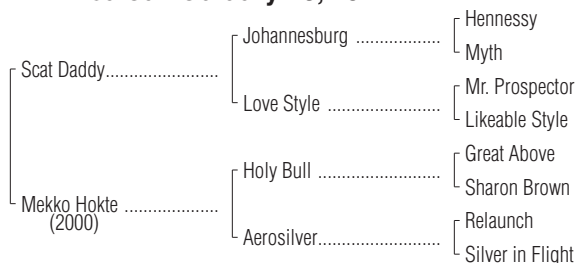 Hennessy
Johannesburg ...................
Myth
Scat Daddy.........................
Mr. Prospector
Love Style .........................
Likeable Style
Great Above
Holy Bull ...........................
Sharon Brown
Mekko Hokte .....................
(2000)
Relaunch
Aerosilver...........................
Silver in Flight